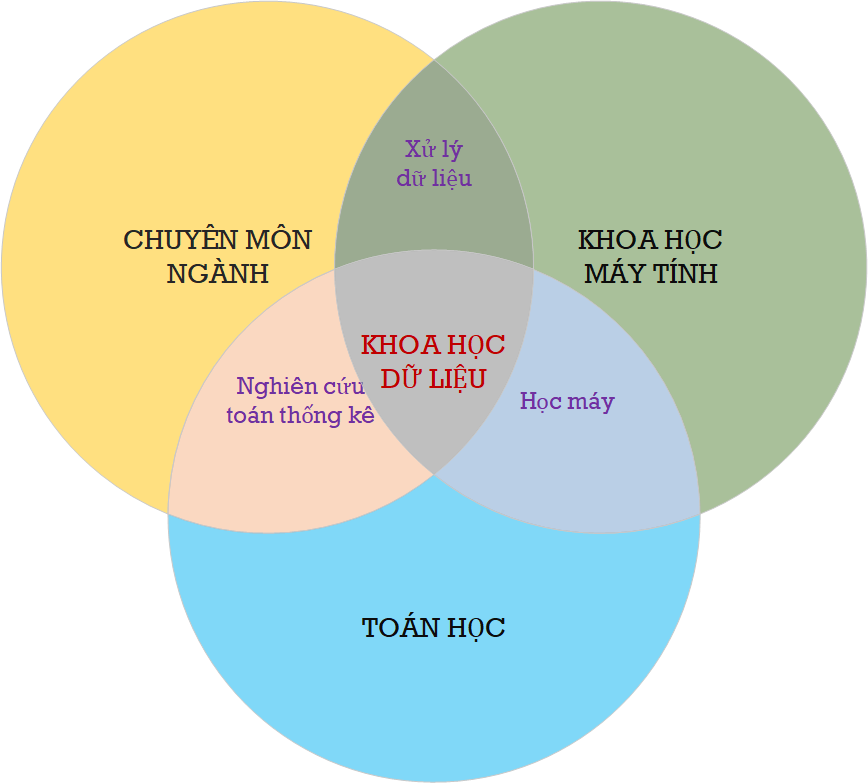 Xử lý
dữ liệu
CHUYÊN MÔN
NGÀNH
KHOA HỌC
MÁY TÍNH
KHOA HỌC
DỮ LIỆU
Nghiên cứu
toán thống kê
Học máy
TOÁN HỌC